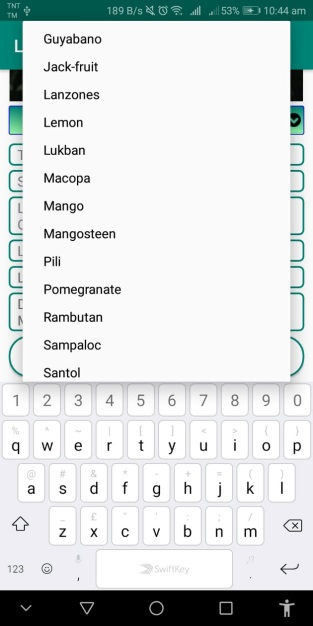 TNT
TM
189 B/s 53% 10:44 am
L
Guyabano
Jack-fruit
Lanzones
Lemon
Lukban
Macopa
Mango
Mangosteen
Pili
Pomegranate
Rambutan
Sampaloc
Santol
T
S
L
C
L
L
D
M
1 2 3 4 5 6 7 8 9 0
% ^ ~ | [ ] < > { }
q w e r t y u i o p
@ # & * - + = ( )
a s d f g h j k l
_ £ " ' : ; /
z x c v b n m
123 , SwiftKey .